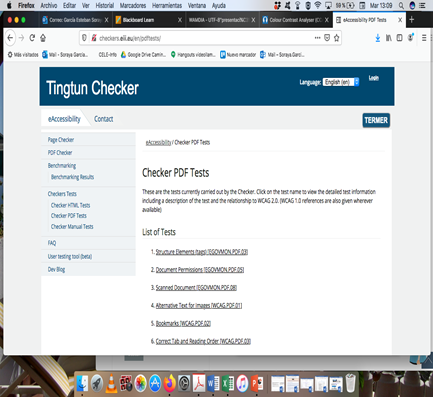 Firefox Archivo Editar Ver Historial Marcadores Herramientas Ventana Ayuda 59 % Mar 13:09
Correo: García Esteban Sora
Blackboard Learn
WAMDIA - UTF-8"presentaci%C3
Colour Contrast Analyser (CC
eAccessibility PDF Tests
checkers.eiii.eu/en/pdftests/
Más visitados Mail – Soraya García... CELE-Info Google Drive Camin... Hangouts videollam... Nuevo marcador Mail – Soraya García...
Tingtun Checker
Language: English (en)
Login
eAccessibility Contact
TERMER
Page Checker
PDF Checker
Benchmarking
Benchmarking Results
Checkers Tests
Checker HTML Tests
Checker PDF Tests
Checker Manual Tests
FAQ
User testing tool (beta)
Dev Blog
eAccessibility / Checker PDF Tests
Checker PDF Tests
These are the tests currently carried out by the Checker. Click on the test name to view the detailed test information
including a description of the test and the relationship to WCAG 2.0. (WCAG 1.0 references are also given wherever
available)
List of Tests
1. Structure Elements (tags) [EGOVMON.PDF.03]
2. Document Permissions [EGOVMON.PDF.05]
3. Scanned Document [EGOVMON.PDF.08]
4. Alternative Text for Images [WCAG.PDF.01]
5. Bookmarks [WCAG.PDF.02]
6. Correct Tab and Reading Order [WCAG.PDF.03]